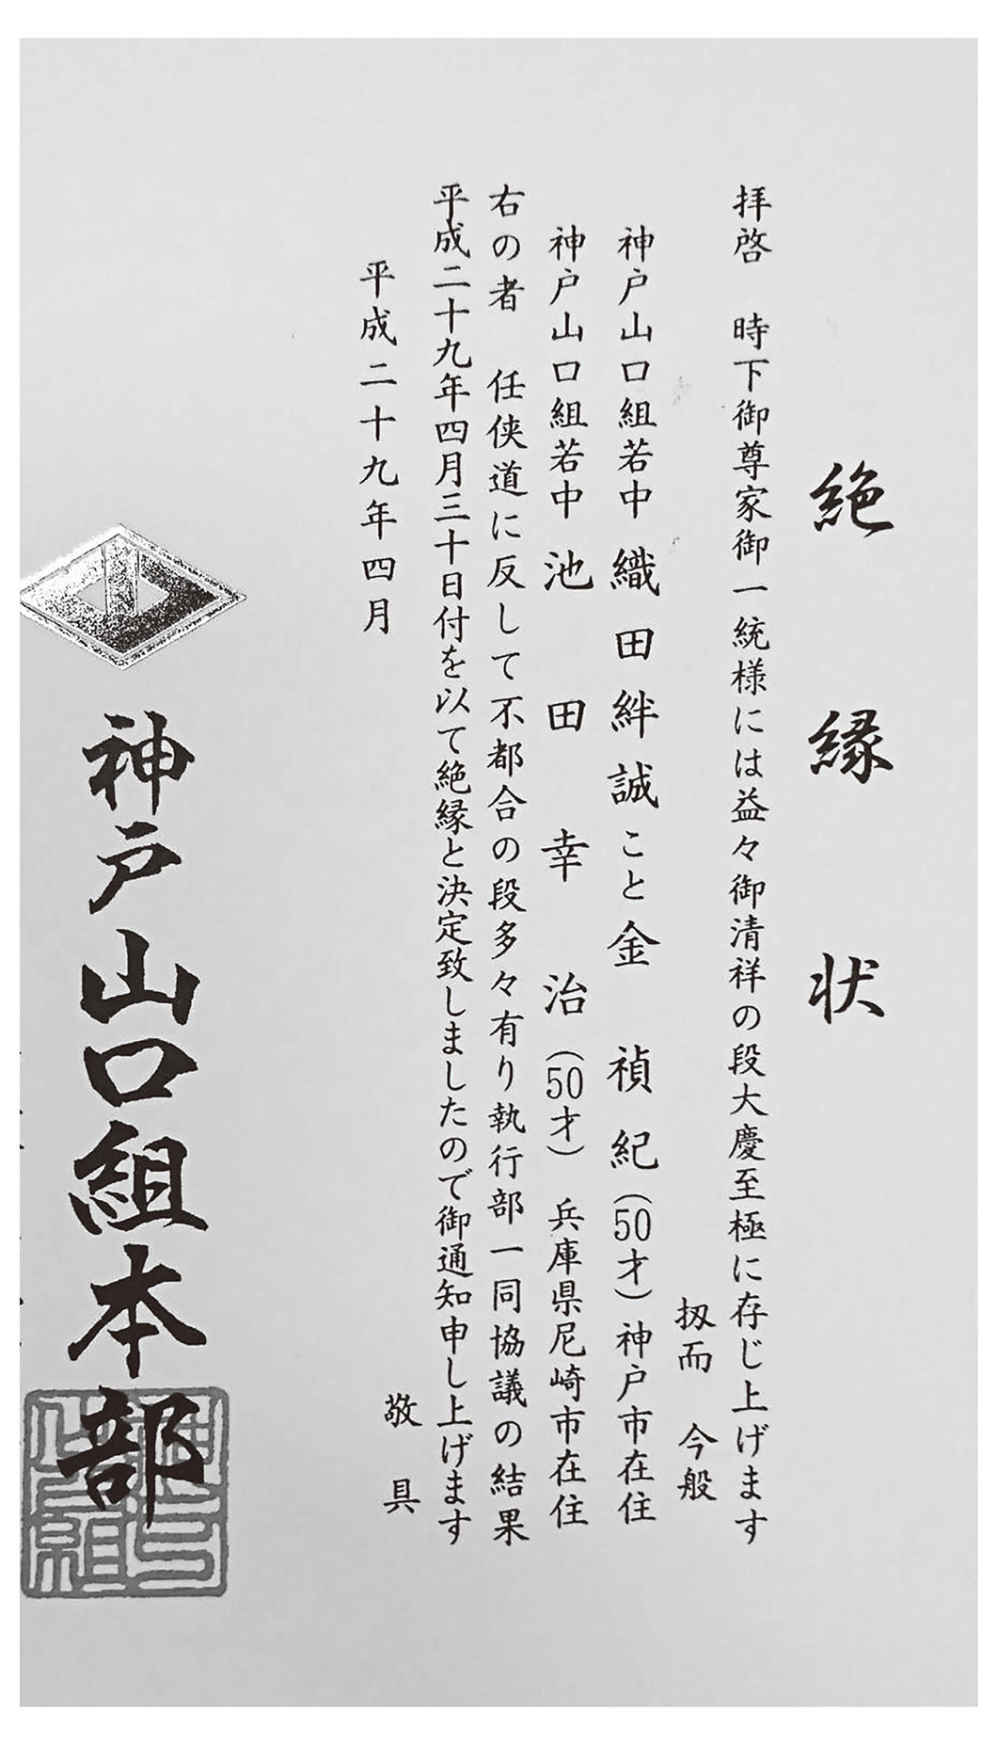 絶縁状
拝啓 時下御尊家御一統様には益々御清祥の段大慶至極に存じ上げます
扨而 今般
神戸山口組若中 織田絆誠こと金 禎紀(50才)神戸市在住
神戸山口組若中 池田幸治(50才) 兵庫県尼崎市在住
右の者 任侠道に反して不都合の段多々有り執行部一同協議の結果
平成二十九年四月三十日付を以て絶縁と決定致しましたので御通知申し上げます
敬具
平成二十九年四月
神戸山口組本部